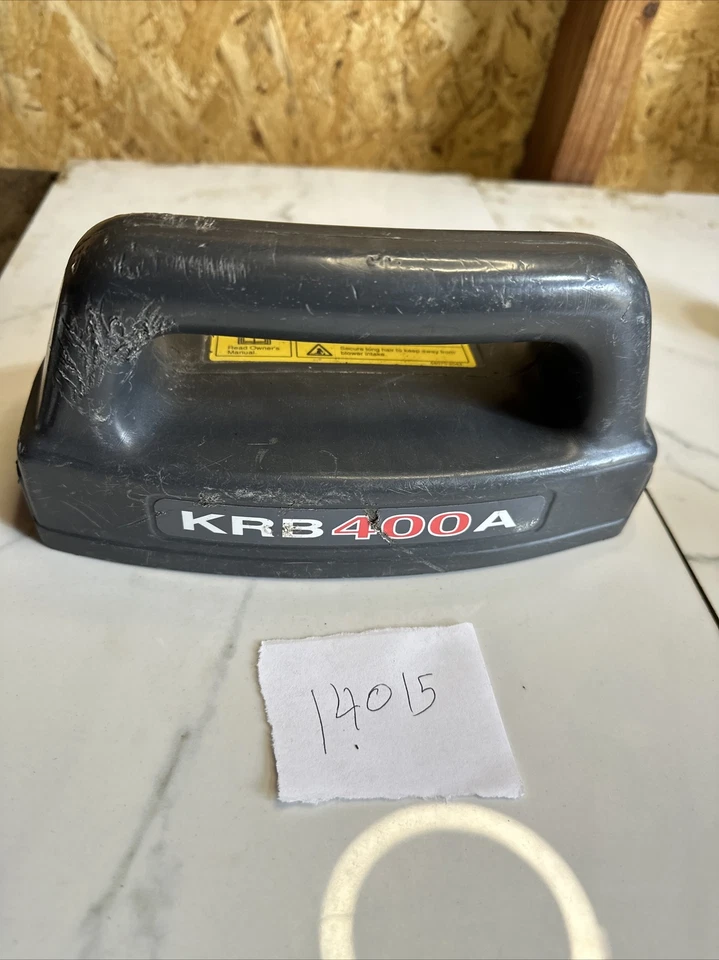 Read Owner's
Manual.
Secure long hair to keep away from
blower intake.
KRB400A
14015